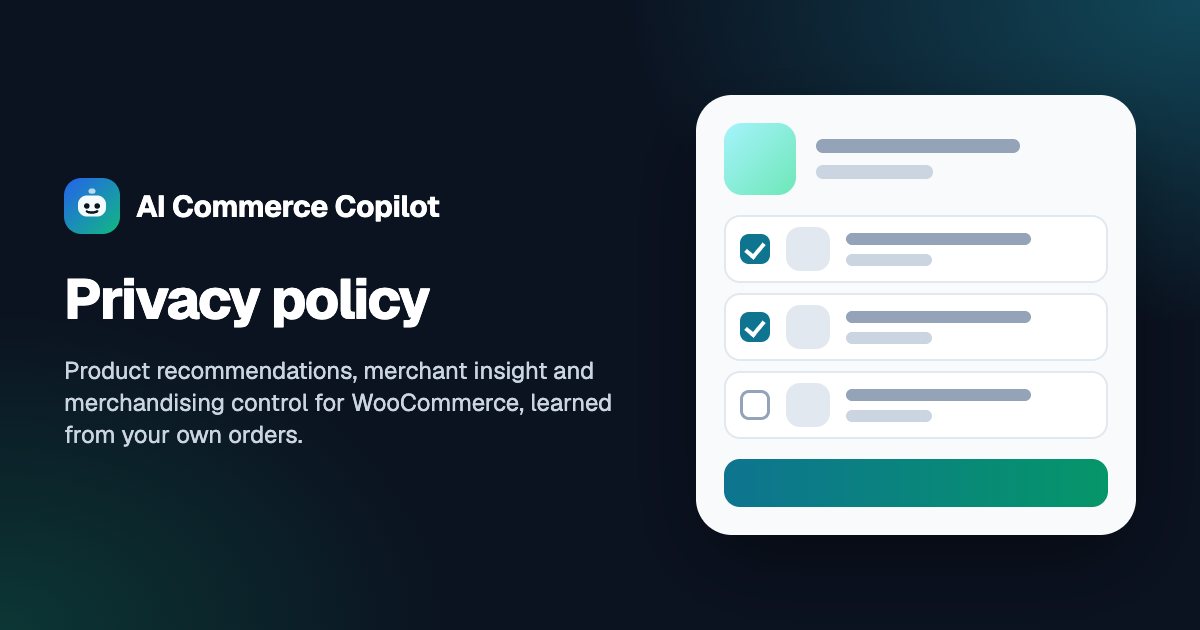 AI Commerce Copilot
Privacy policy
Product recommendations, merchant insight and
merchandising control for WooCommerce, learned
from your own orders.